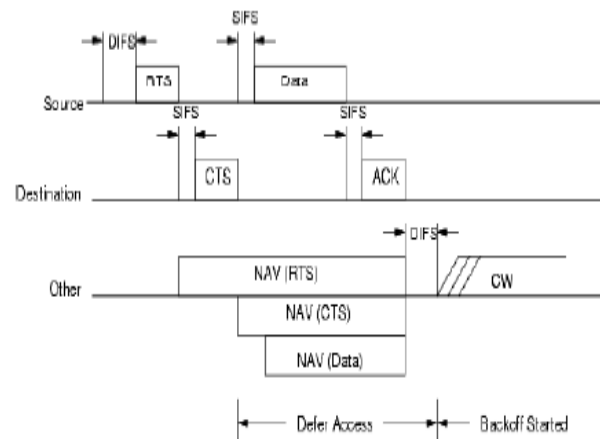 SIFS
DIFS
RTS
Data
Source
SIFS
SIFS
CTS
ACK
Destination
DIFS
NAV (RTS)
CW
Other
NAV (CTS)
NAV (Data)
Defer Access
Backoff Started